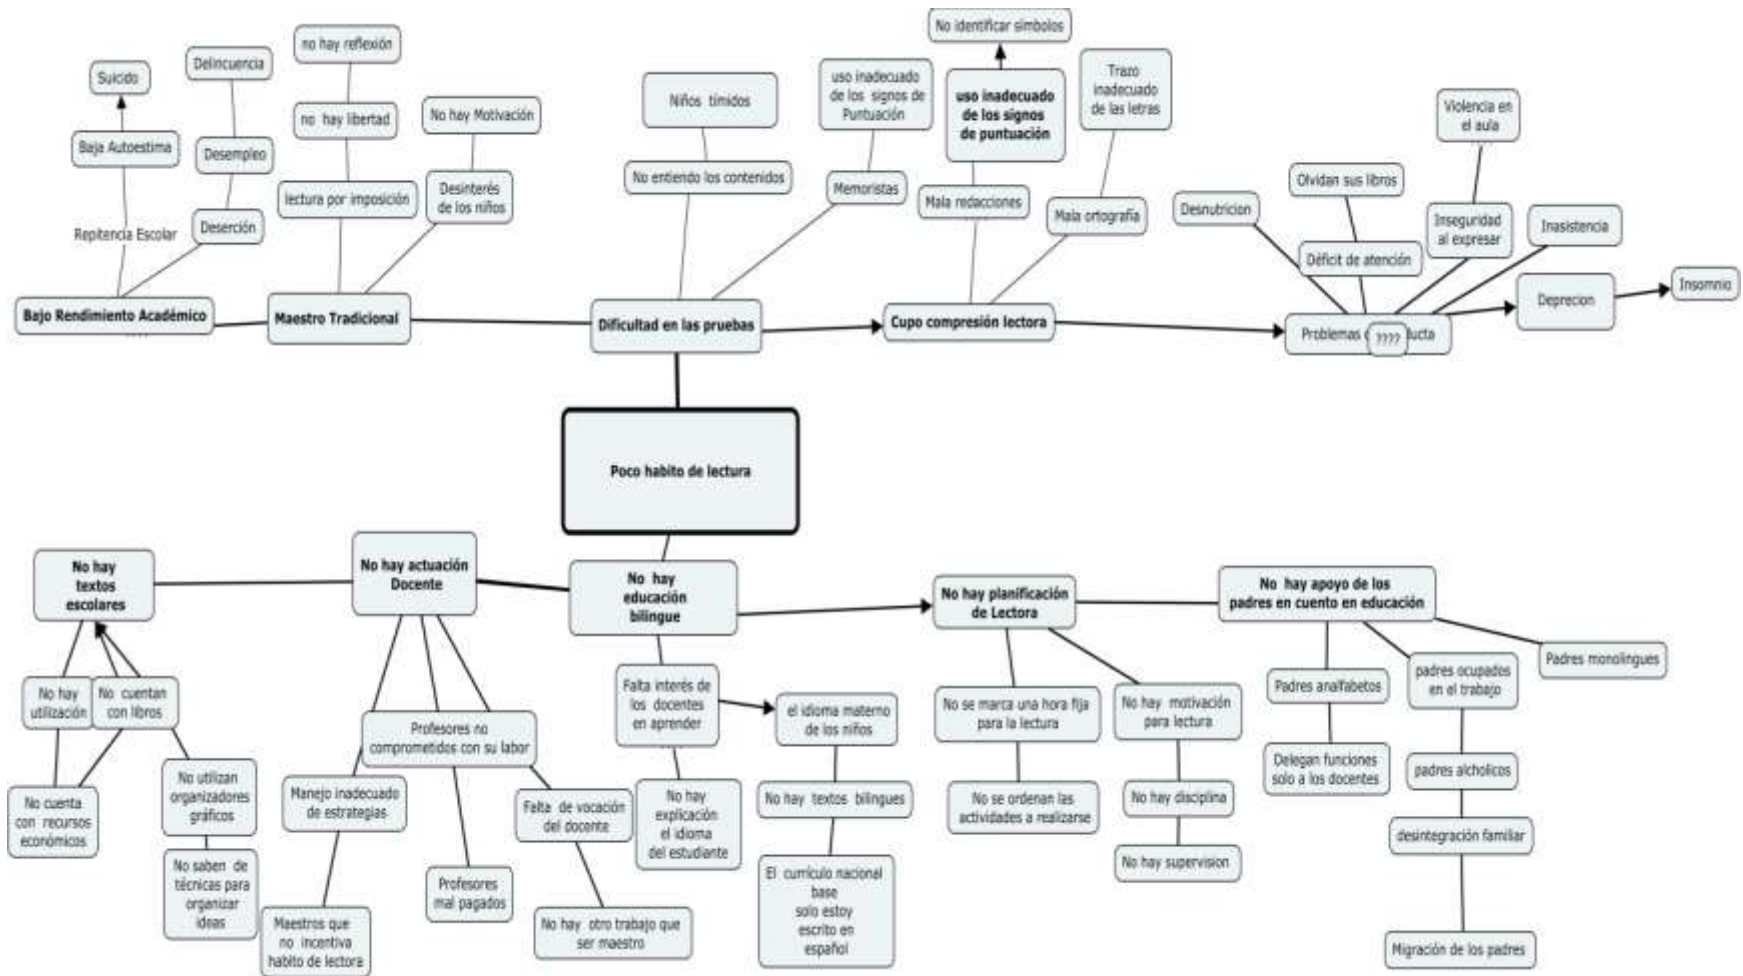 No identificar símbolos
no hay reflexión
Delincuencia
Suicido
uso inadecuado
de los signos de
Puntuación
uso inadecuado
de los signos
de puntuación
Trazo
inadecuado
de las letras
Niños tímidos
Violencia en
el aula
no hay libertad
No hay Motivación
Baja Autoestima
Desempleo
No entiendo los contenidos
Memoristas
Olvidan sus libros
lectura por imposición
Desinterés
de los niños
Mala redacciones
Mala ortografía
Desnutricion
Inseguridad
al expresar
Inasistencia
Repitencia Escolar
Deserción
Déficit de atención
Deprecion
Insomnio
Bajo Rendimiento Académico
Maestro Tradicional
Dificultad en las pruebas
Cupo compresión lectora
Problemas
????
ducta
Poco habito de lectura
No hay
textos
escolares
No hay actuación
Docente
No hay
educación
bilingue
No hay planificación
de Lectora
No hay apoyo de los
padres en cuento en educación
No hay
utilización
No cuentan
con libros
Falta interés de
los docentes
en aprender
el idioma materno
de los niños
No se marca una hora fija
para la lectura
No hay motivación
para lectura
Padres analfabetos
padres ocupados
en el trabajo
Padres monolingues
Profesores no
comprometidos con su labor
No cuenta
con recursos
económicos
No utilizan
organizadores
gráficos
Manejo inadecuado
de estrategias
Falta de vocación
del docente
No hay
explicación
el idioma
del estudiante
No hay textos bilingues
No se ordenan las
actividades a realizarse
No hay disciplina
Delegan funciones
solo a los docentes
padres alcholicos
No saben de
técnicas para
organizar
ideas
Maestros que
no incentiva
habito de lectora
Profesores
mal pagados
No hay otro trabajo que
ser maestro
El currículo nacional
base
solo estoy
escrito en
español
No hay supervision
desintegración familiar
Migración de los padres